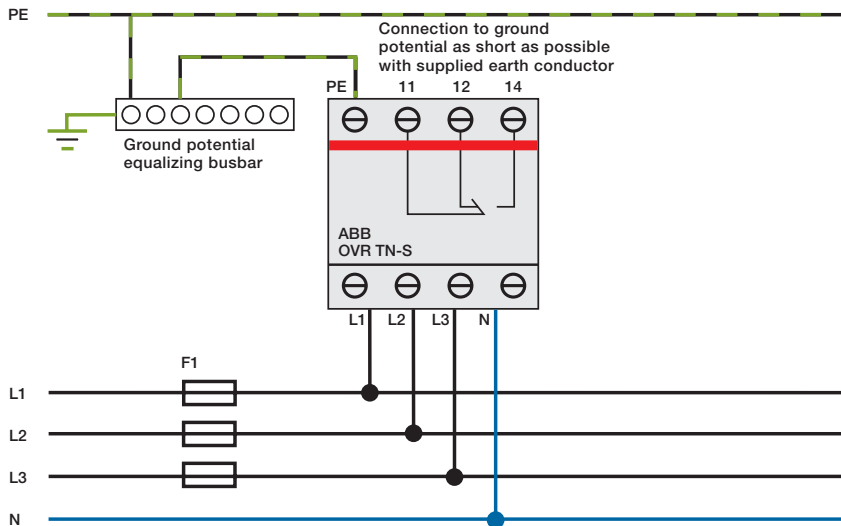 PE
Connection to ground
potential as short as possible
with supplied earth conductor
PE 11 12 14
Ground potential
equalizing busbar
ABB
OVR TN-S
L1 L2 L3 N
F1
L1
L2
L3
N